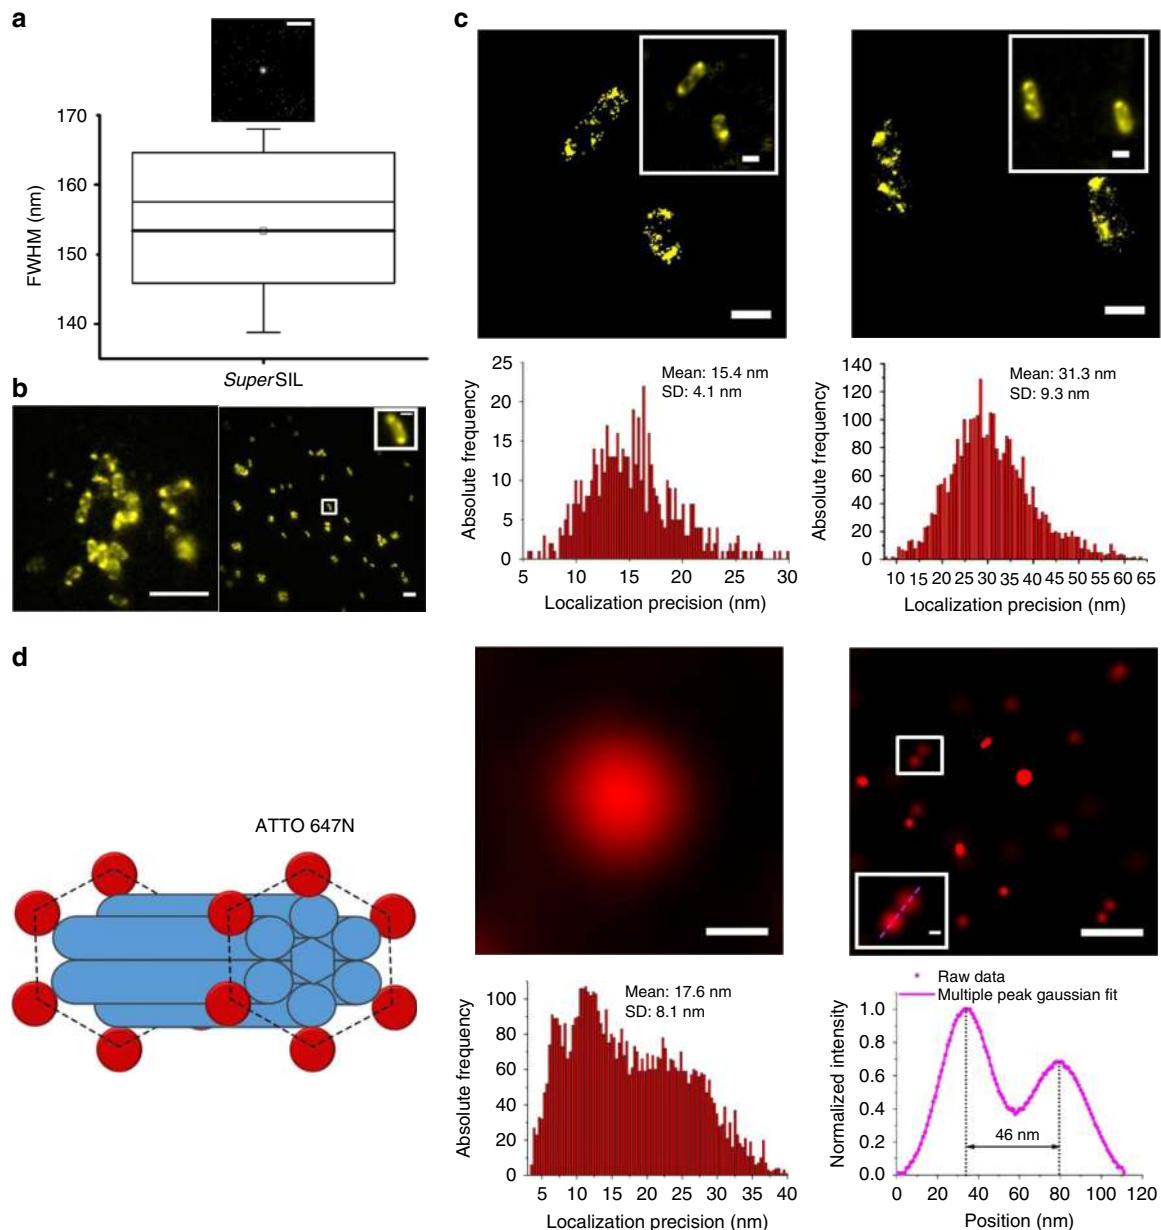 a
170
160
150
140
FWHM (nm)
SuperSIL
b
c
25
20
15
10
5
0
Absolute frequency
Mean: 15.4 nm
SD: 4.1 nm
5 10 15 20 25 30
Localization precision (nm)
140
120
100
80
60
40
20
0
Absolute frequency
Mean: 31.3 nm
SD: 9.3 nm
10 15 20 25 30 35 40 45 50 55 60 65
Localization precision (nm)
d
ATTO 647N
100
80
60
40
20
0
Absolute frequency
Mean: 17.6 nm
SD: 8.1 nm
5 10 15 20 25 30 35 40
Localization precision (nm)
Raw data
Multiple peak gaussian fit
1.0
0.8
0.6
0.4
0.2
0.0
Normalized intensity
46 nm
0 20 40 60 80 100 120
Position (nm)